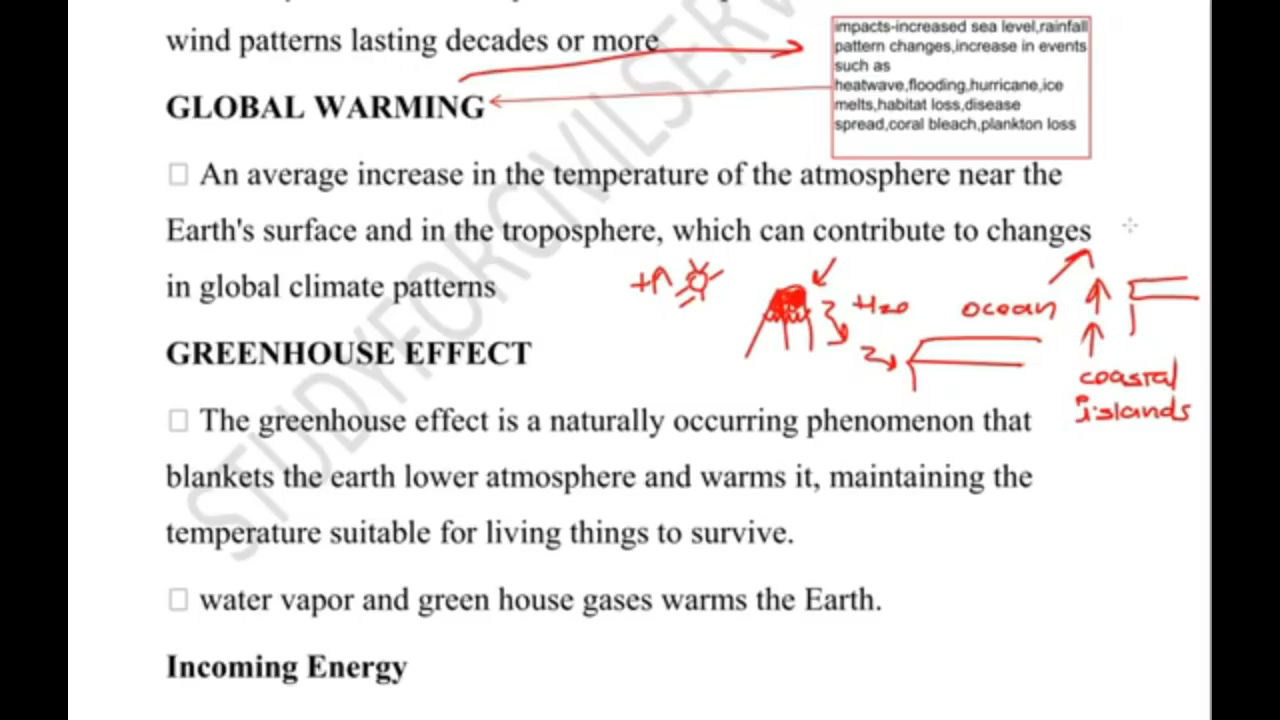 wind patterns lasting decades or more
impacts-increased sea level,rainfall
pattern changes,increase in events
such as
heatwave,flooding,hurricane,ice
melts,habitat loss,disease
spread,coral bleach,plankton loss
GLOBAL WARMING
An average increase in the temperature of the atmosphere near the
Earth's surface and in the troposphere, which can contribute to changes
in global climate patterns
H2o
ocean
coastal
islands
GREENHOUSE EFFECT
The greenhouse effect is a naturally occurring phenomenon that
blankets the earth lower atmosphere and warms it, maintaining the
temperature suitable for living things to survive.
water vapor and green house gases warms the Earth.
Incoming Energy
STUDYFORCIVILSERV